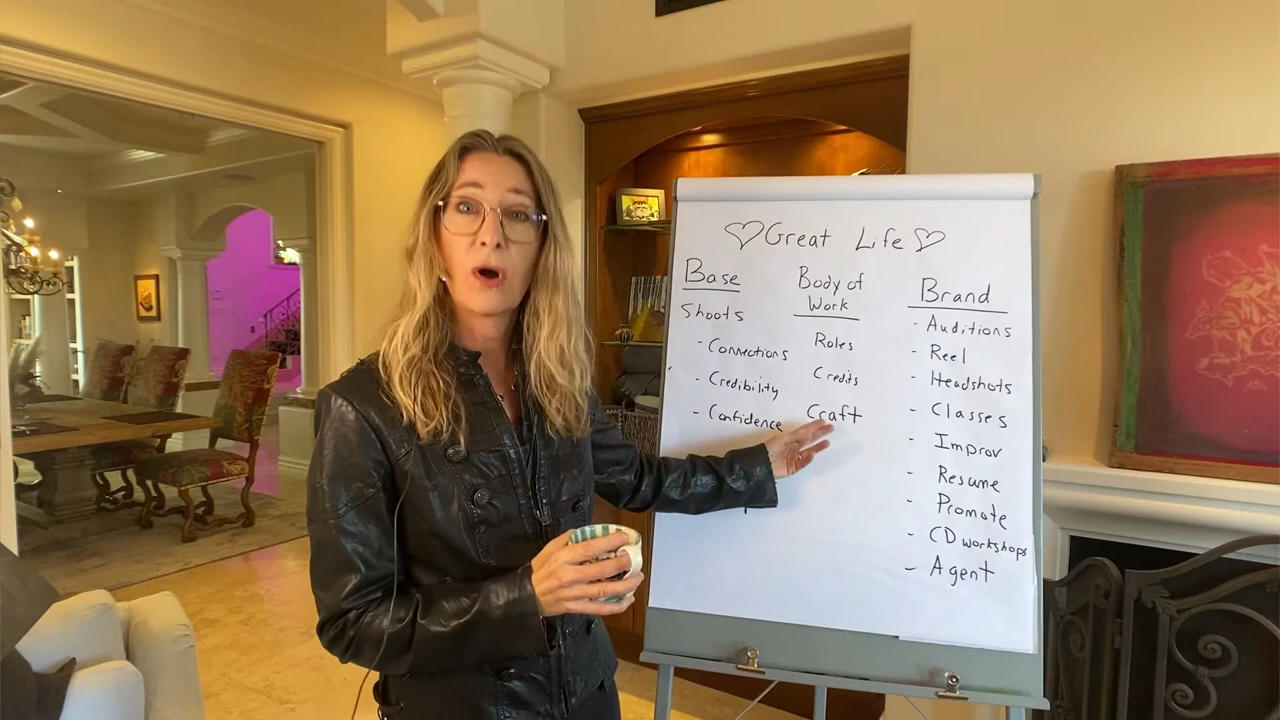 ♡Great Life♡
Base
Shoots
- Connections
- Credibility
- Confidence
Body of
Work
Roles
Credits
Craft
Brand
- Auditions
- Reel
- Headshots
- Classes
- Improv
- Resume
- Promote
- CD workshops
- Agent